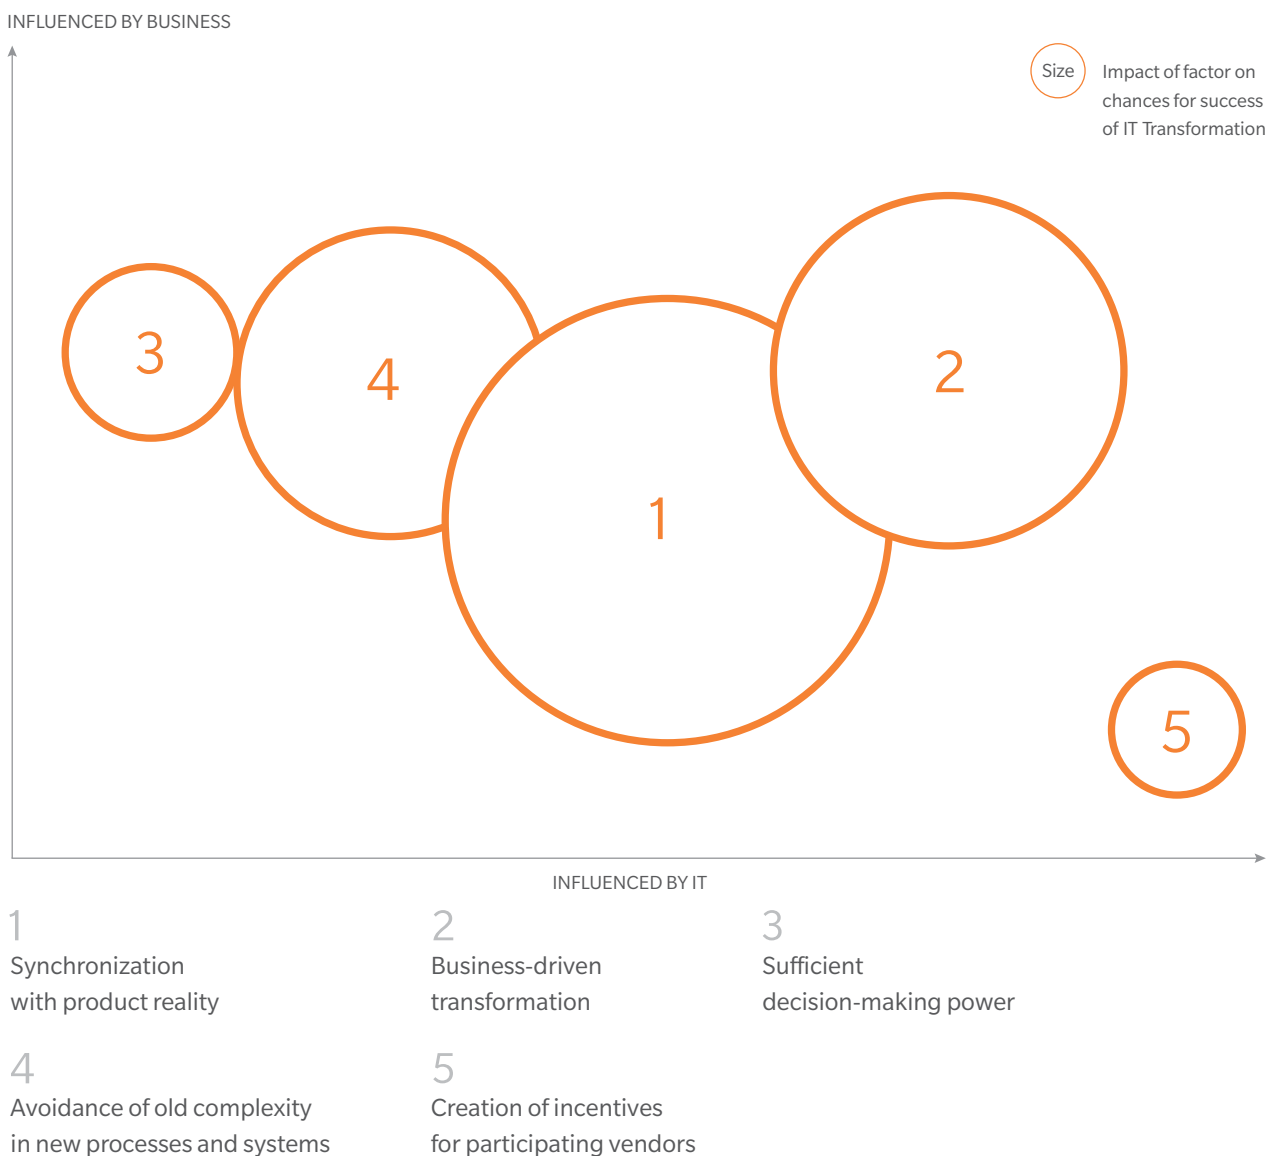 INFLUENCED BY BUSINESS
Size
Impact of factor on
chances for success
of IT Transformation
3
4
1
2
5
INFLUENCED BY IT
1
Synchronization
with product reality
2
Business-driven
transformation
3
Sufficient
decision-making power
4
Avoidance of old complexity
in new processes and systems
5
Creation of incentives
for participating vendors